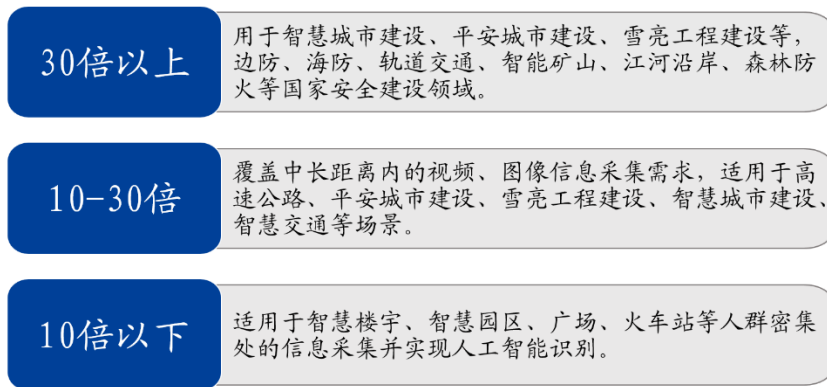 30倍以上
用于智慧城市建设、平安城市建设、雪亮工程建设等，
边防、海防、轨道交通、智能矿山、江河沿岸、森林防
火等国家安全建设领域。
10-30倍
覆盖中长距离内的视频、图像信息采集需求，适用于高
速公路、平安城市建设、雪亮工程建设、智慧城市建设、
智慧交通等场景。
10倍以下
适用于智慧楼宇、智慧园区、广场、火车站等人群密集
处的信息采集并实现人工智能识别。